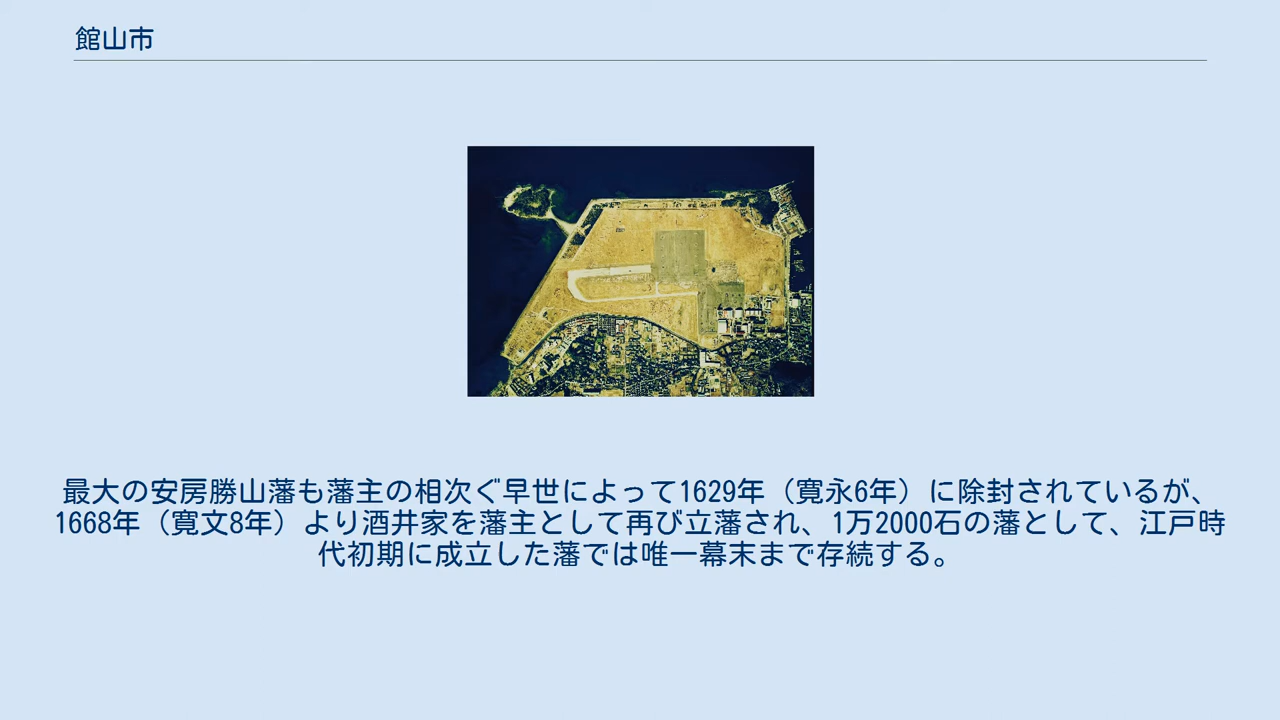 館山市
最大の安房勝山藩も藩主の相次ぐ早世によって1629年（寛永6年）に除封されているが、
1668年（寛文8年）より酒井家を藩主として再び立藩され、1万2000石の藩として、江戸時
代初期に成立した藩では唯一幕末まで存続する。